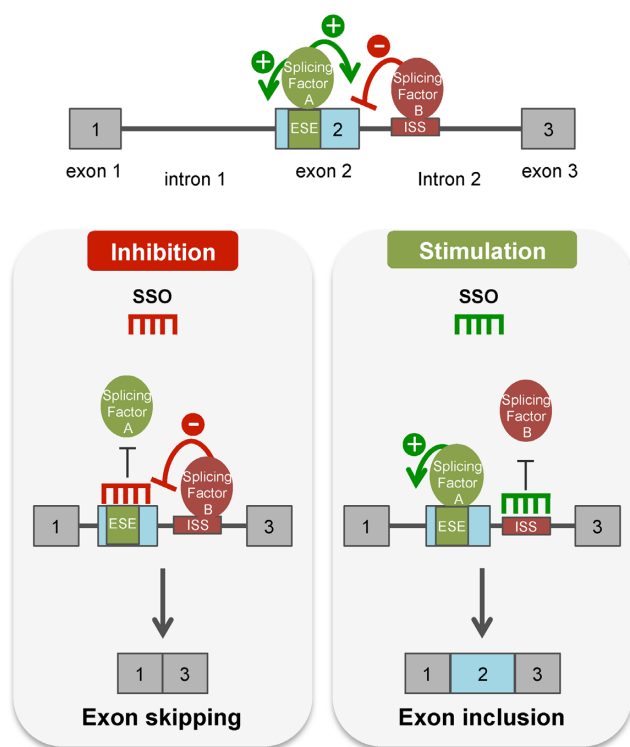 +
+
-
Splicing
Factor
A
Splicing
Factor
B
1
ESE
2
ISS
3
exon 1
intron 1
exon 2
Intron 2
exon 3
Inhibition
SSO
Splicing
Factor
A
-
Splicing
Factor
B
1
ESE
ISS
3
1
3
Exon skipping
Stimulation
SSO
Splicing
Factor
B
+
Splicing
Factor
A
1
ESE
ISS
3
1
2
3
Exon inclusion